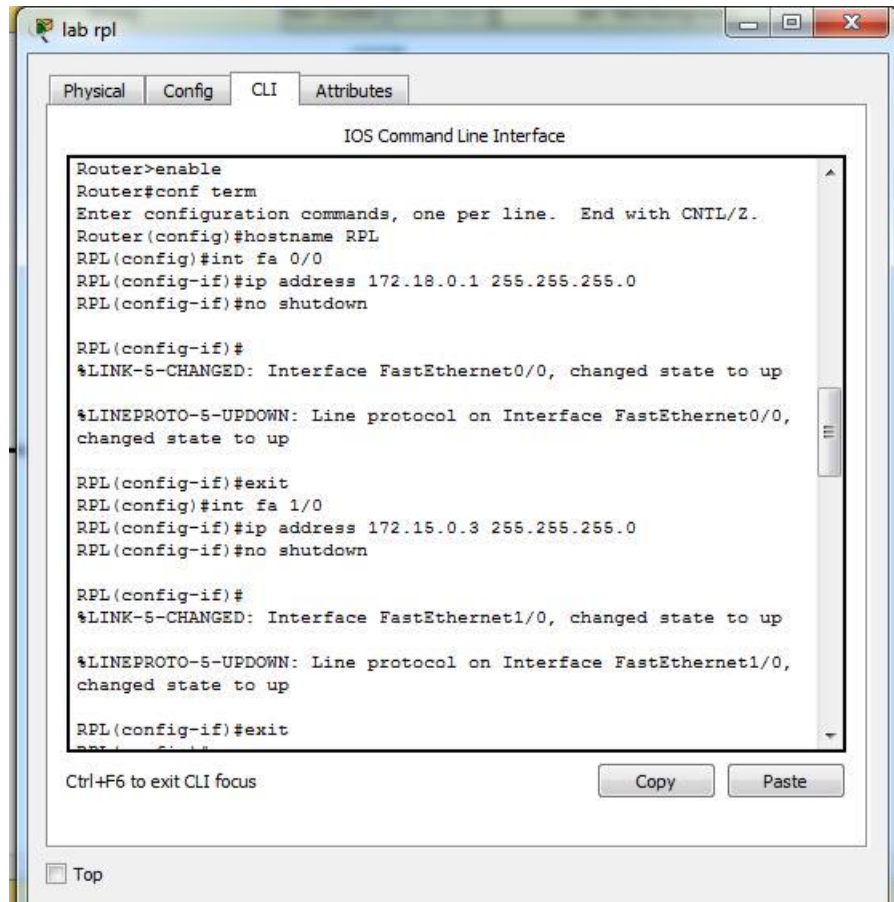 lab rpl
Physical Config CLI Attributes
IOS Command Line Interface
Router>enable
Router#conf term
Enter configuration commands, one per line.  End with CNTL/Z.
Router(config)#hostname RPL
RPL(config)#int fa 0/0
RPL(config-if)#ip address 172.18.0.1 255.255.255.0
RPL(config-if)#no shutdown
RPL(config-if)#
%LINK-5-CHANGED: Interface FastEthernet0/0, changed state to up
%LINEPROTO-5-UPDOWN: Line protocol on Interface FastEthernet0/0,
changed state to up
RPL(config-if)#exit
RPL(config)#int fa 1/0
RPL(config-if)#ip address 172.15.0.3 255.255.255.0
RPL(config-if)#no shutdown
RPL(config-if)#
%LINK-5-CHANGED: Interface FastEthernet1/0, changed state to up
%LINEPROTO-5-UPDOWN: Line protocol on Interface FastEthernet1/0,
changed state to up
RPL(config-if)#exit
Ctrl+F6 to exit CLI focus
Copy Paste
Top